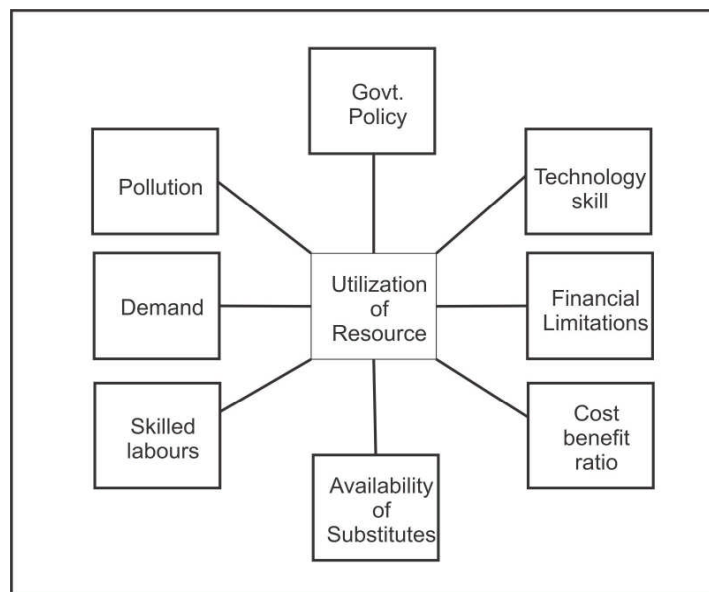 Govt.
Policy
Pollution
Technology
skill
Demand
Utilization
of
Resource
Financial
Limitations
Skilled
labours
Availability
of
Substitutes
Cost
benefit
ratio